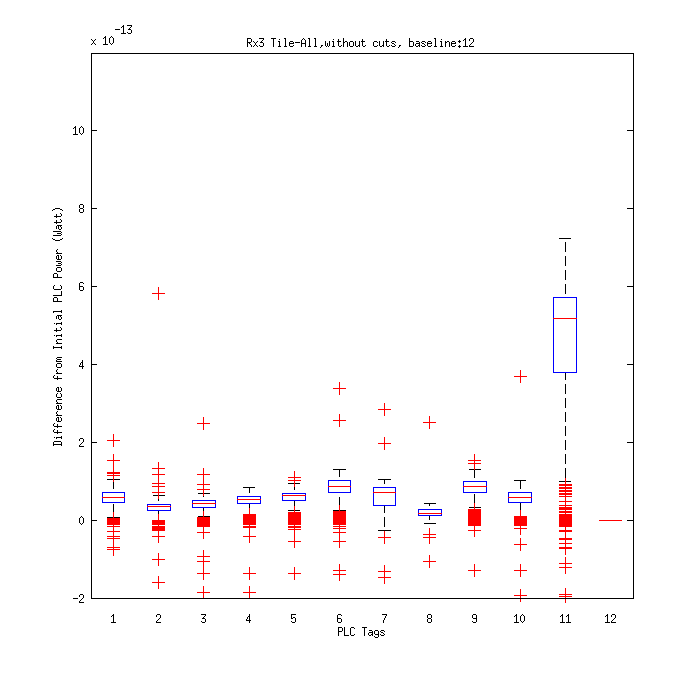 x 10^-13
Rx3 Tile-All,without cuts, baseline:12
10
8
6
4
2
0
-2
Difference from Initial PLC Power (Watt)
1 2 3 4 5 6 7 8 9 10 11 12
PLC Tags